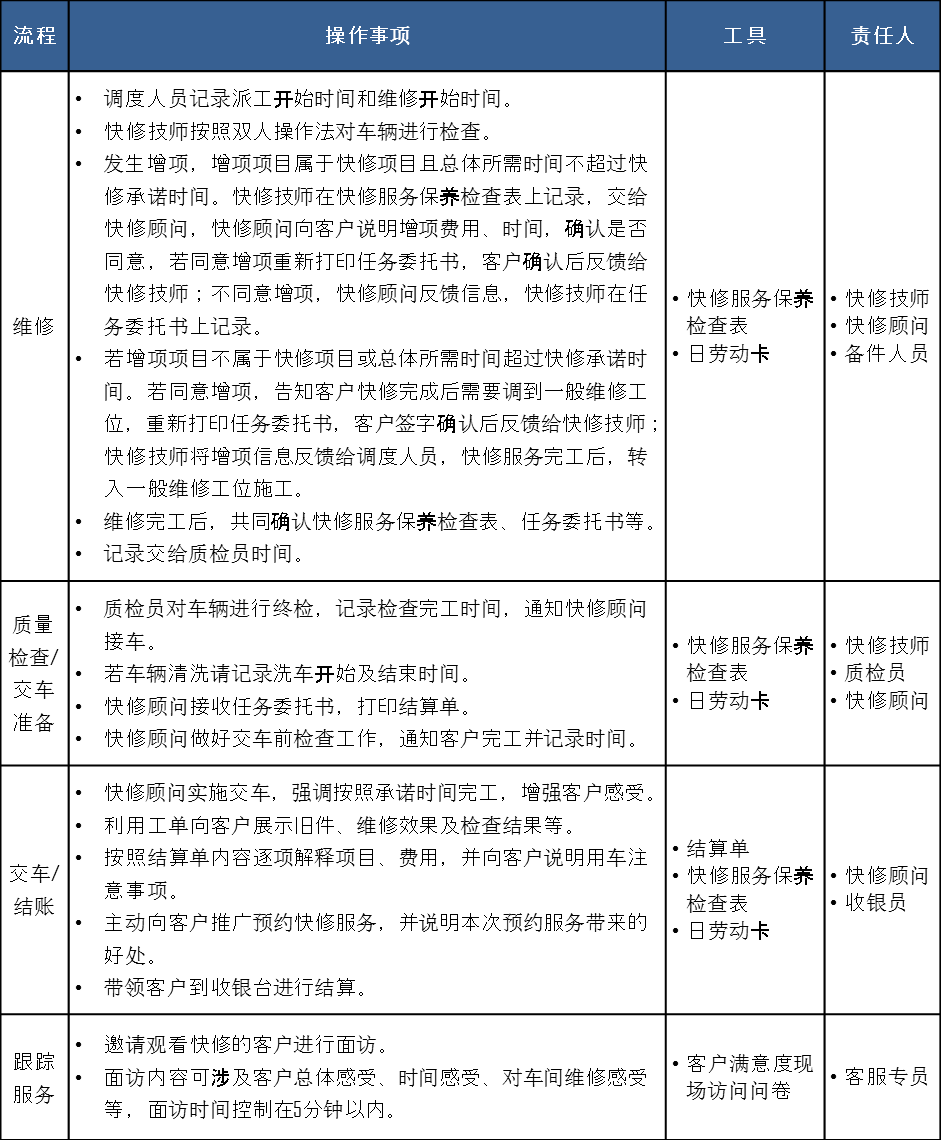 流程
操作事项
工具
责任人
维修
• 调度人员记录派工开始时间和维修开始时间。
• 快修技师按照双人操作法对车辆进行检查。
• 发生增项，增项项目属于快修项目且总体所需时间不超过快
修承诺时间。快修技师在快修服务保养检查表上记录，交给
快修顾问，快修顾问向客户说明增项费用、时间，确认是否
同意，若同意增项重新打印任务委托书，客户确认后反馈给
快修技师；不同意增项，快修顾问反馈信息，快修技师在任
务委托书上记录。
• 若增项项目不属于快修项目或总体所需时间超过快修承诺时
间。若同意增项，告知客户快修完成后需要调到一般维修工
位，重新打印任务委托书，客户签字确认后反馈给快修技师；
快修技师将增项信息反馈给调度人员，快修服务完工后，转
入一般维修工位施工。
• 维修完工后，共同确认快修服务保养检查表、任务委托书等。
• 记录交给质检员时间。
• 快修服务保养
检查表
• 日劳动卡
• 快修技师
• 快修顾问
• 备件人员
质量
检查/
交车
准备
• 质检员对车辆进行终检，记录检查完工时间，通知快修顾问
接车。
• 若车辆清洗请记录洗车开始及结束时间。
• 快修顾问接收任务委托书，打印结算单。
• 快修顾问做好交车前检查工作，通知客户完工并记录时间。
• 快修服务保养
检查表
• 日劳动卡
• 快修技师
• 质检员
• 快修顾问
交车/
结账
• 快修顾问实施交车，强调按照承诺时间完工，增强客户感受。
• 利用工单向客户展示旧件、维修效果及检查结果等。
• 按照结算单内容逐项解释项目、费用，并向客户说明用车注
意事项。
• 主动向客户推广预约快修服务，并说明本次预约服务带来的
好处。
• 带领客户到收银台进行结算。
• 结算单
• 快修服务保养
检查表
• 日劳动卡
• 快修顾问
• 收银员
跟踪
服务
• 邀请观看快修的客户进行面访。
• 面访内容可涉及客户总体感受、时间感受、对车间维修感受
等，面访时间控制在5分钟以内。
• 客户满意度现
场访问问卷
• 客服专员